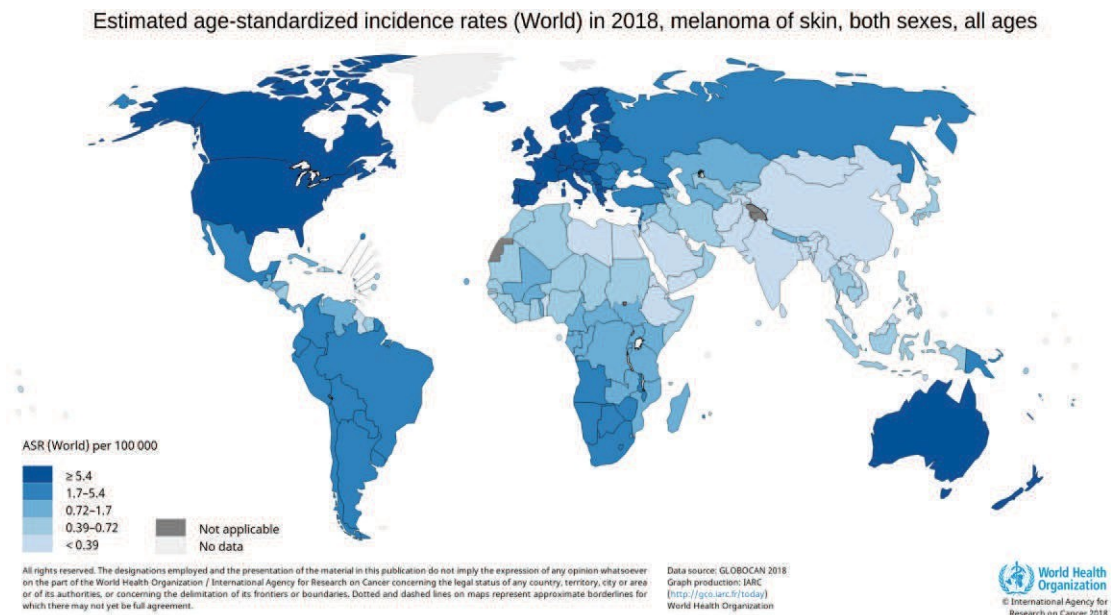 Estimated age-standardized incidence rates (World) in 2018, melanoma of skin, both sexes, all ages
ASR (World) per 100 000
≥ 5.4
1.7–5.4
0.72–1.7
0.39–0.72
< 0.39
Not applicable
No data
All rights reserved. The designations employed and the presentation of the material in this publication do not imply the expression of any opinion whatsoever
on the part of the World Health Organization / International Agency for Research on Cancer concerning the legal status of any country, territory, city or area
or of its authorities, or concerning the delimitation of its frontiers or boundaries. Dotted and dashed lines on maps represent approximate borderlines for
which there may not yet be full agreement.
Data source: GLOBOCAN 2018
Graph production: IARC
(http://gco.iarc.fr/today)
World Health Organization
World Health
Organization
© International Agency for
Research on Cancer 2018